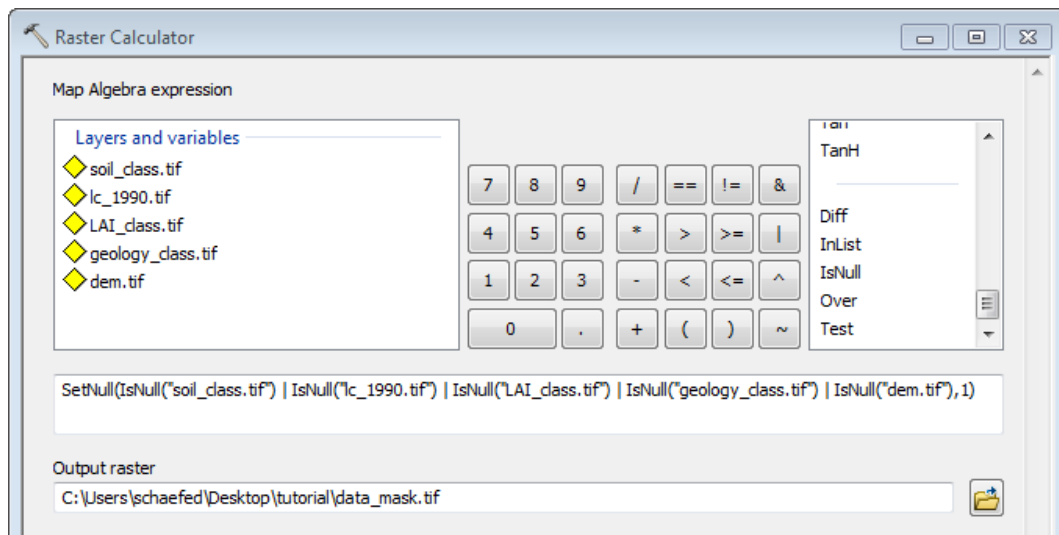 Raster Calculator
Map Algebra expression
Layers and variables
soil_class.tif
lc_1990.tif
LAI_class.tif
geology_class.tif
dem.tif
7 8 9 / == != &
4 5 6 * > >= |
1 2 3 - < <= ^
0 . + ( ) ~
Tan
TanH
Diff
InList
IsNull
Over
Test
SetNull(IsNull("soil_class.tif") | IsNull("lc_1990.tif") | IsNull("LAI_class.tif") | IsNull("geology_class.tif") | IsNull("dem.tif"),1)
Output raster
C:\Users\schaefed\Desktop\tutorial\data_mask.tif